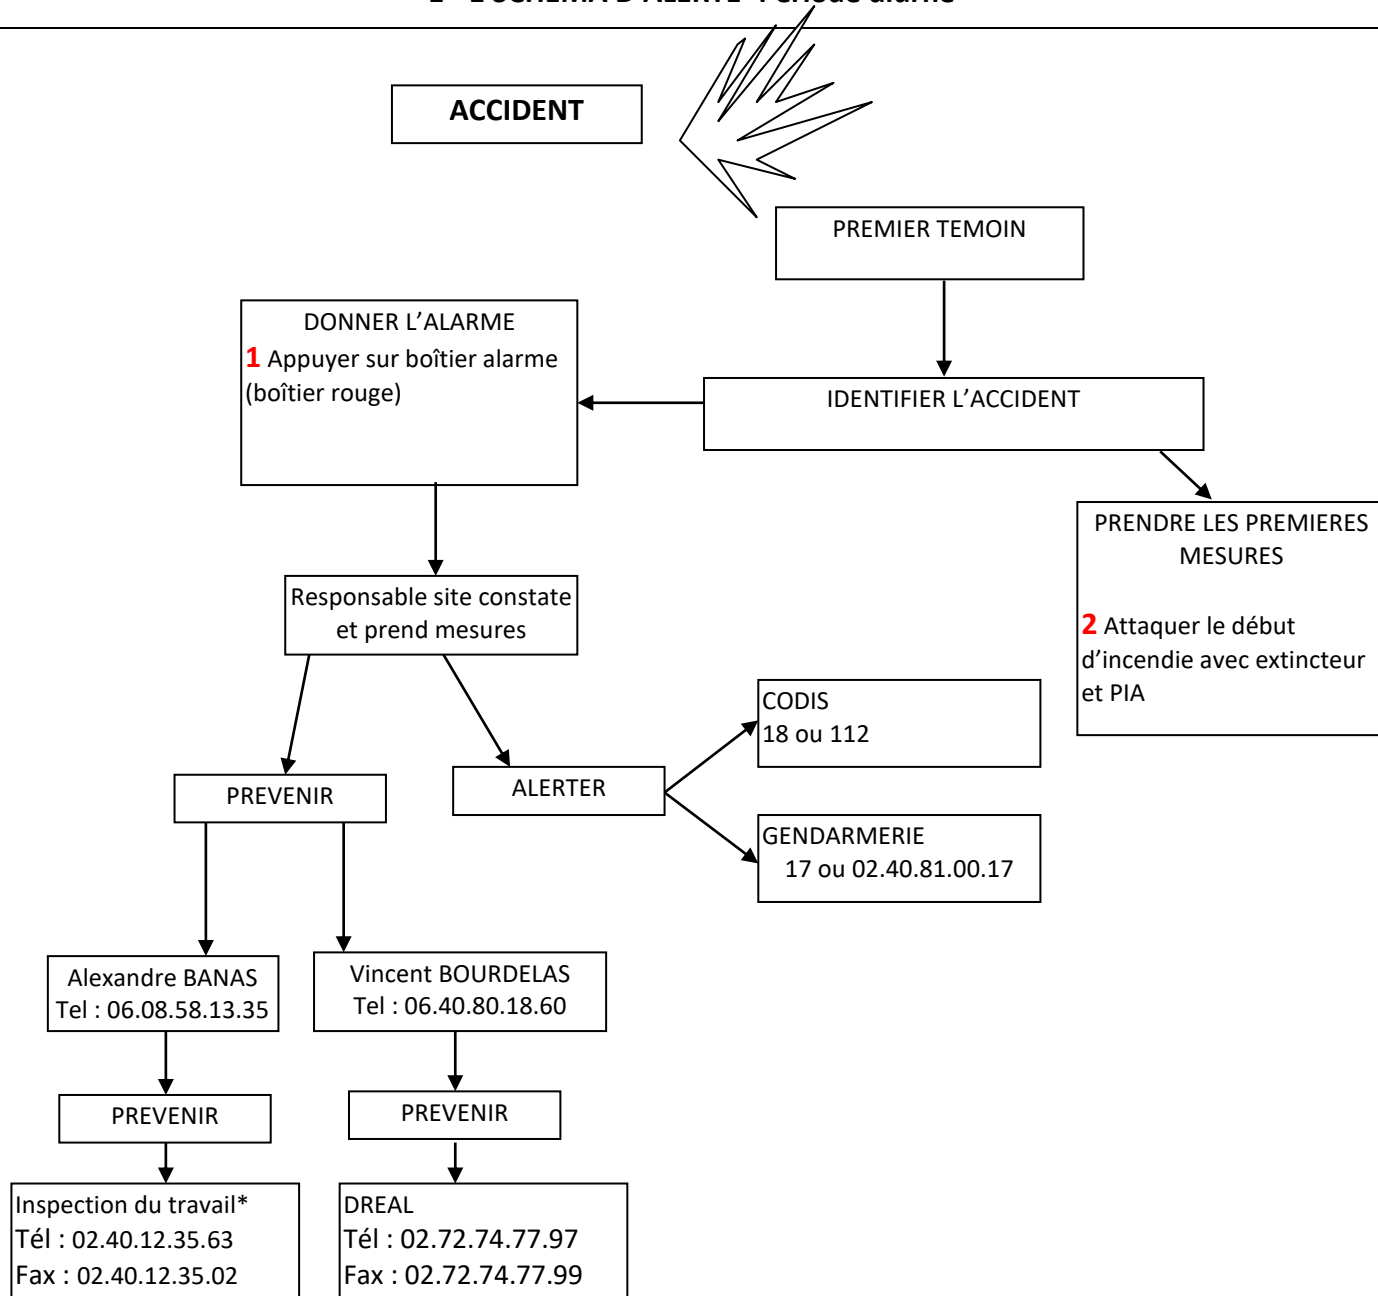 ACCIDENT
PREMIER TEMOIN
DONNER L’ALARME
1 Appuyer sur boîtier alarme
(boîtier rouge)
IDENTIFIER L’ACCIDENT
PRENDRE LES PREMIERES
MESURES
2 Attaquer le début
d’incendie avec extincteur
et PIA
Responsable site constate
et prend mesures
CODIS
18 ou 112
PREVENIR
ALERTER
GENDARMERIE
17 ou 02.40.81.00.17
Alexandre BANAS
Tel : 06.08.58.13.35
Vincent BOURDELAS
Tel : 06.40.80.18.60
PREVENIR
PREVENIR
Inspection du travail*
Tél : 02.40.12.35.63
Fax : 02.40.12.35.02
DREAL
Tél : 02.72.74.77.97
Fax : 02.72.74.77.99